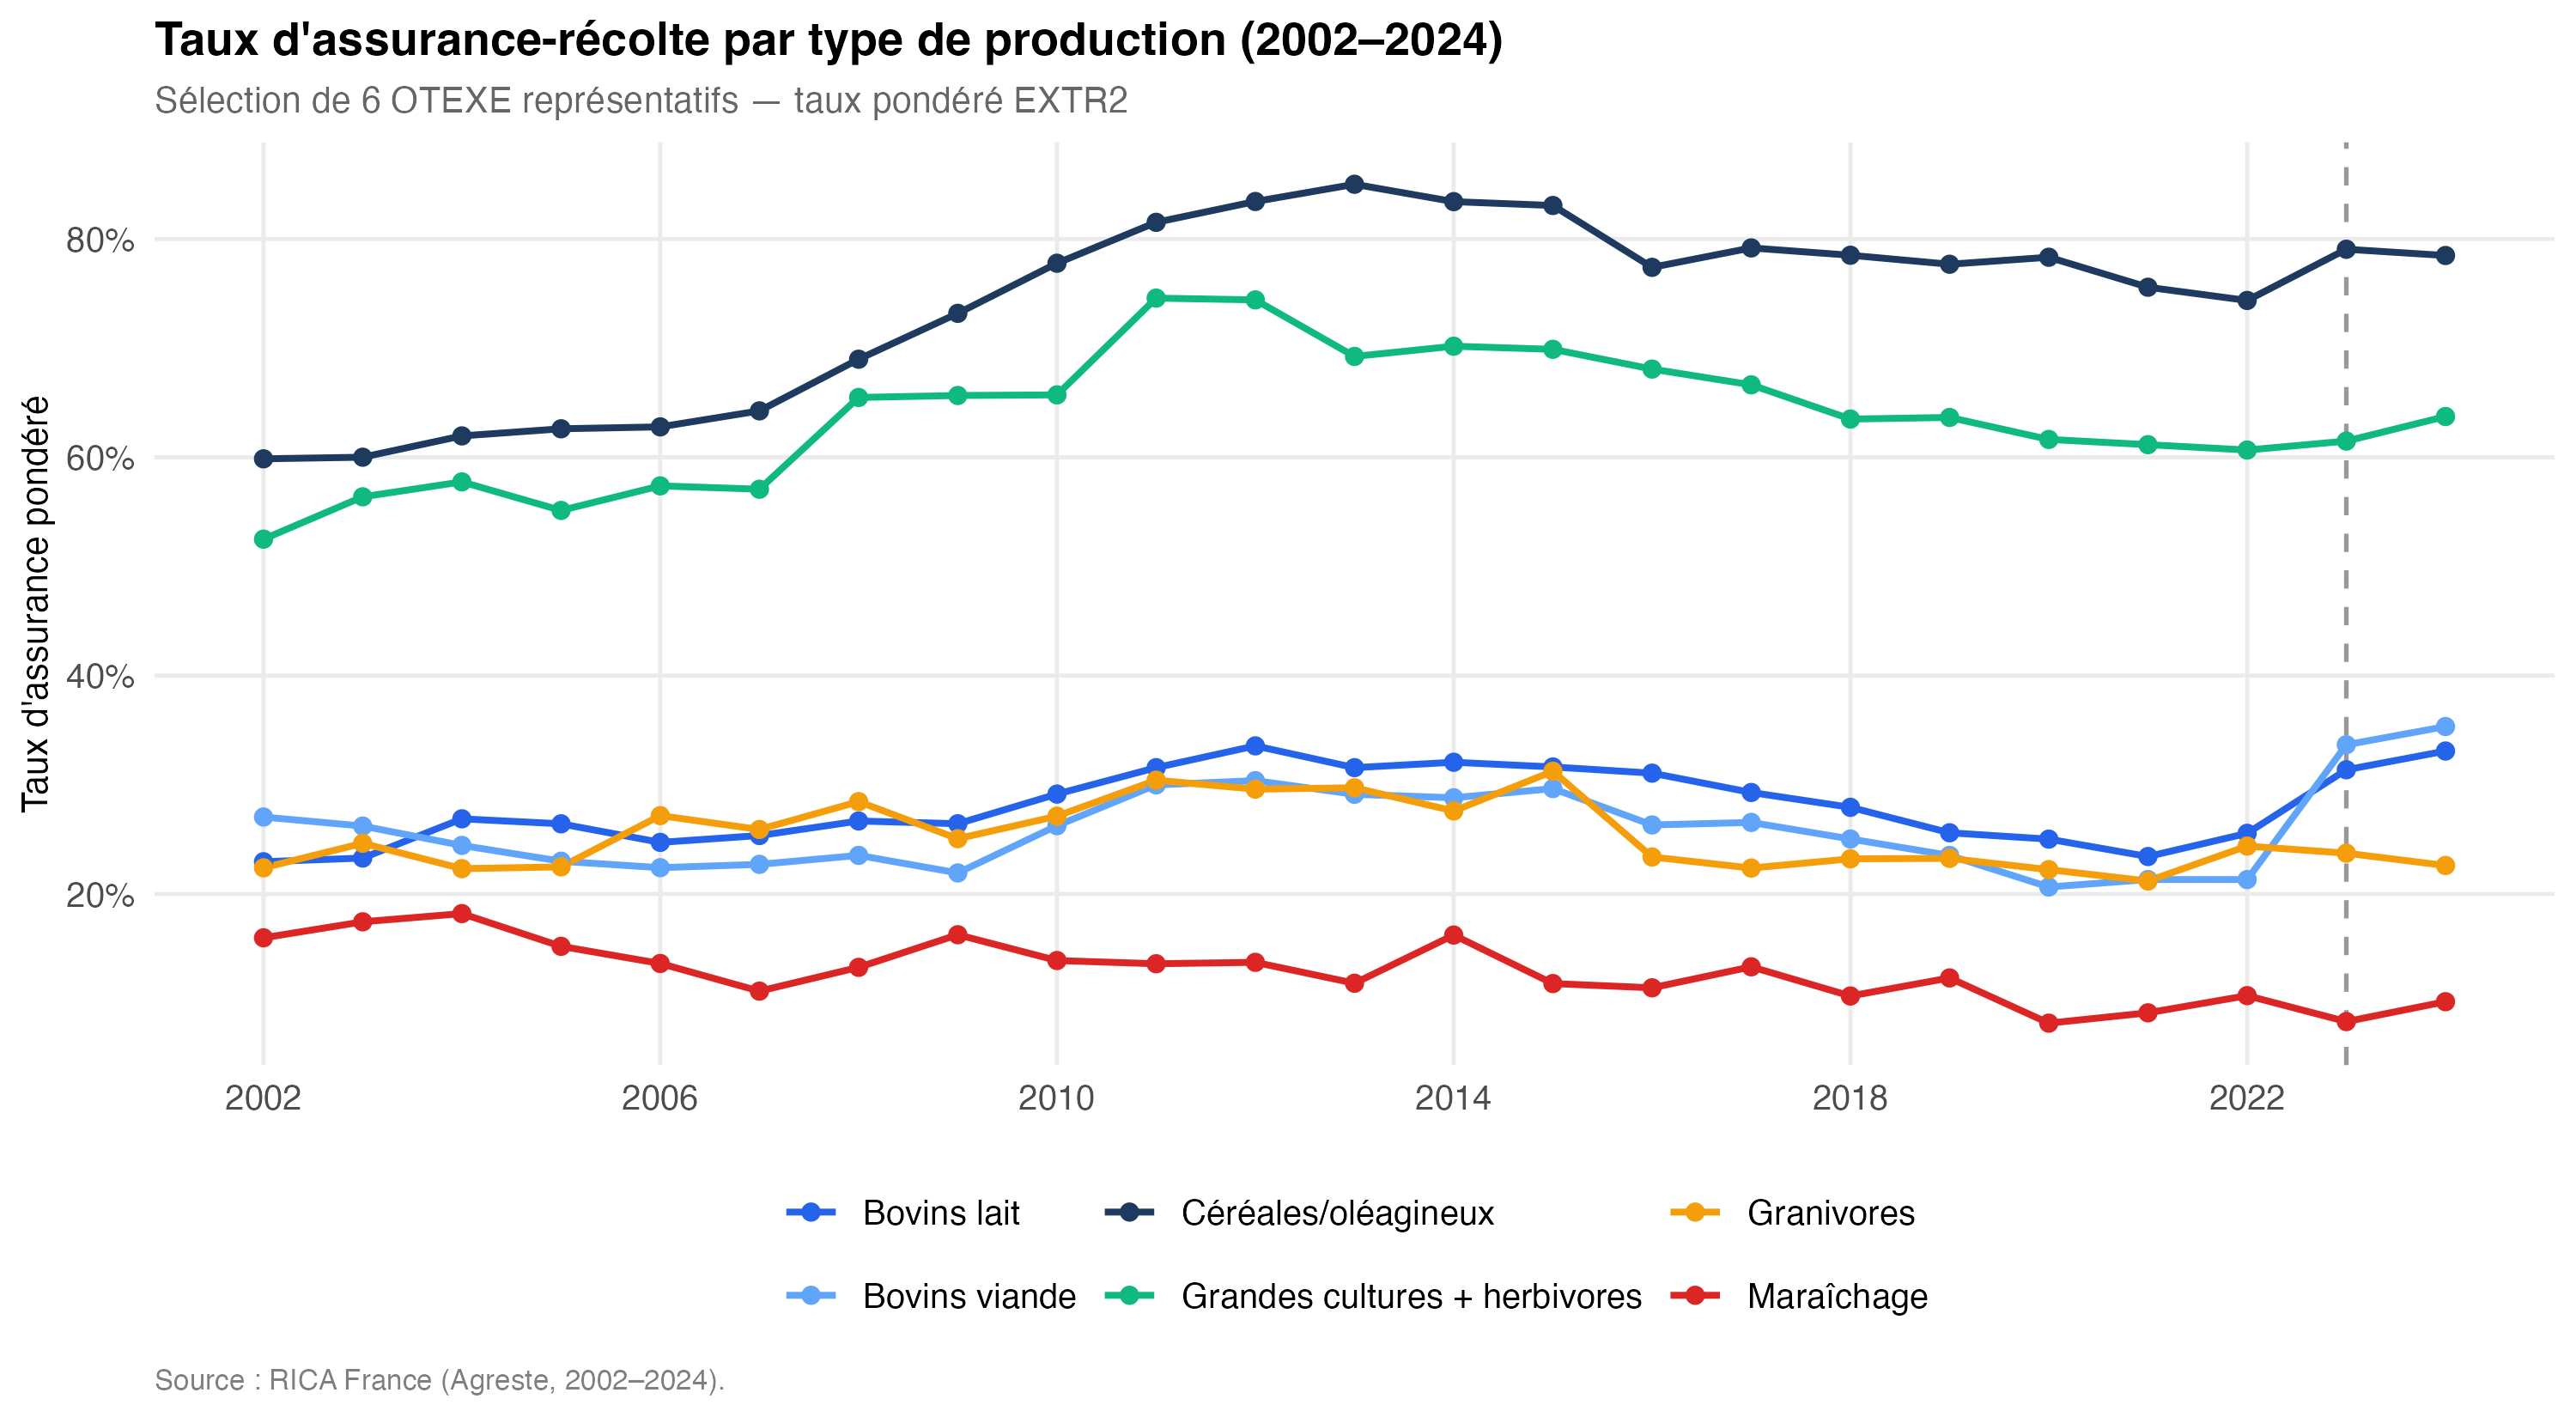 Taux d'assurance-récolte par type de production (2002–2024)
Sélection de 6 OTEXE représentatifs — taux pondéré EXTR2
Taux d'assurance pondéré
80%
60%
40%
20%
2002 2006 2010 2014 2018 2022
Bovins lait Céréales/oléagineux Granivores
Bovins viande Grandes cultures + herbivores Maraîchage
Source : RICA France (Agreste, 2002–2024).